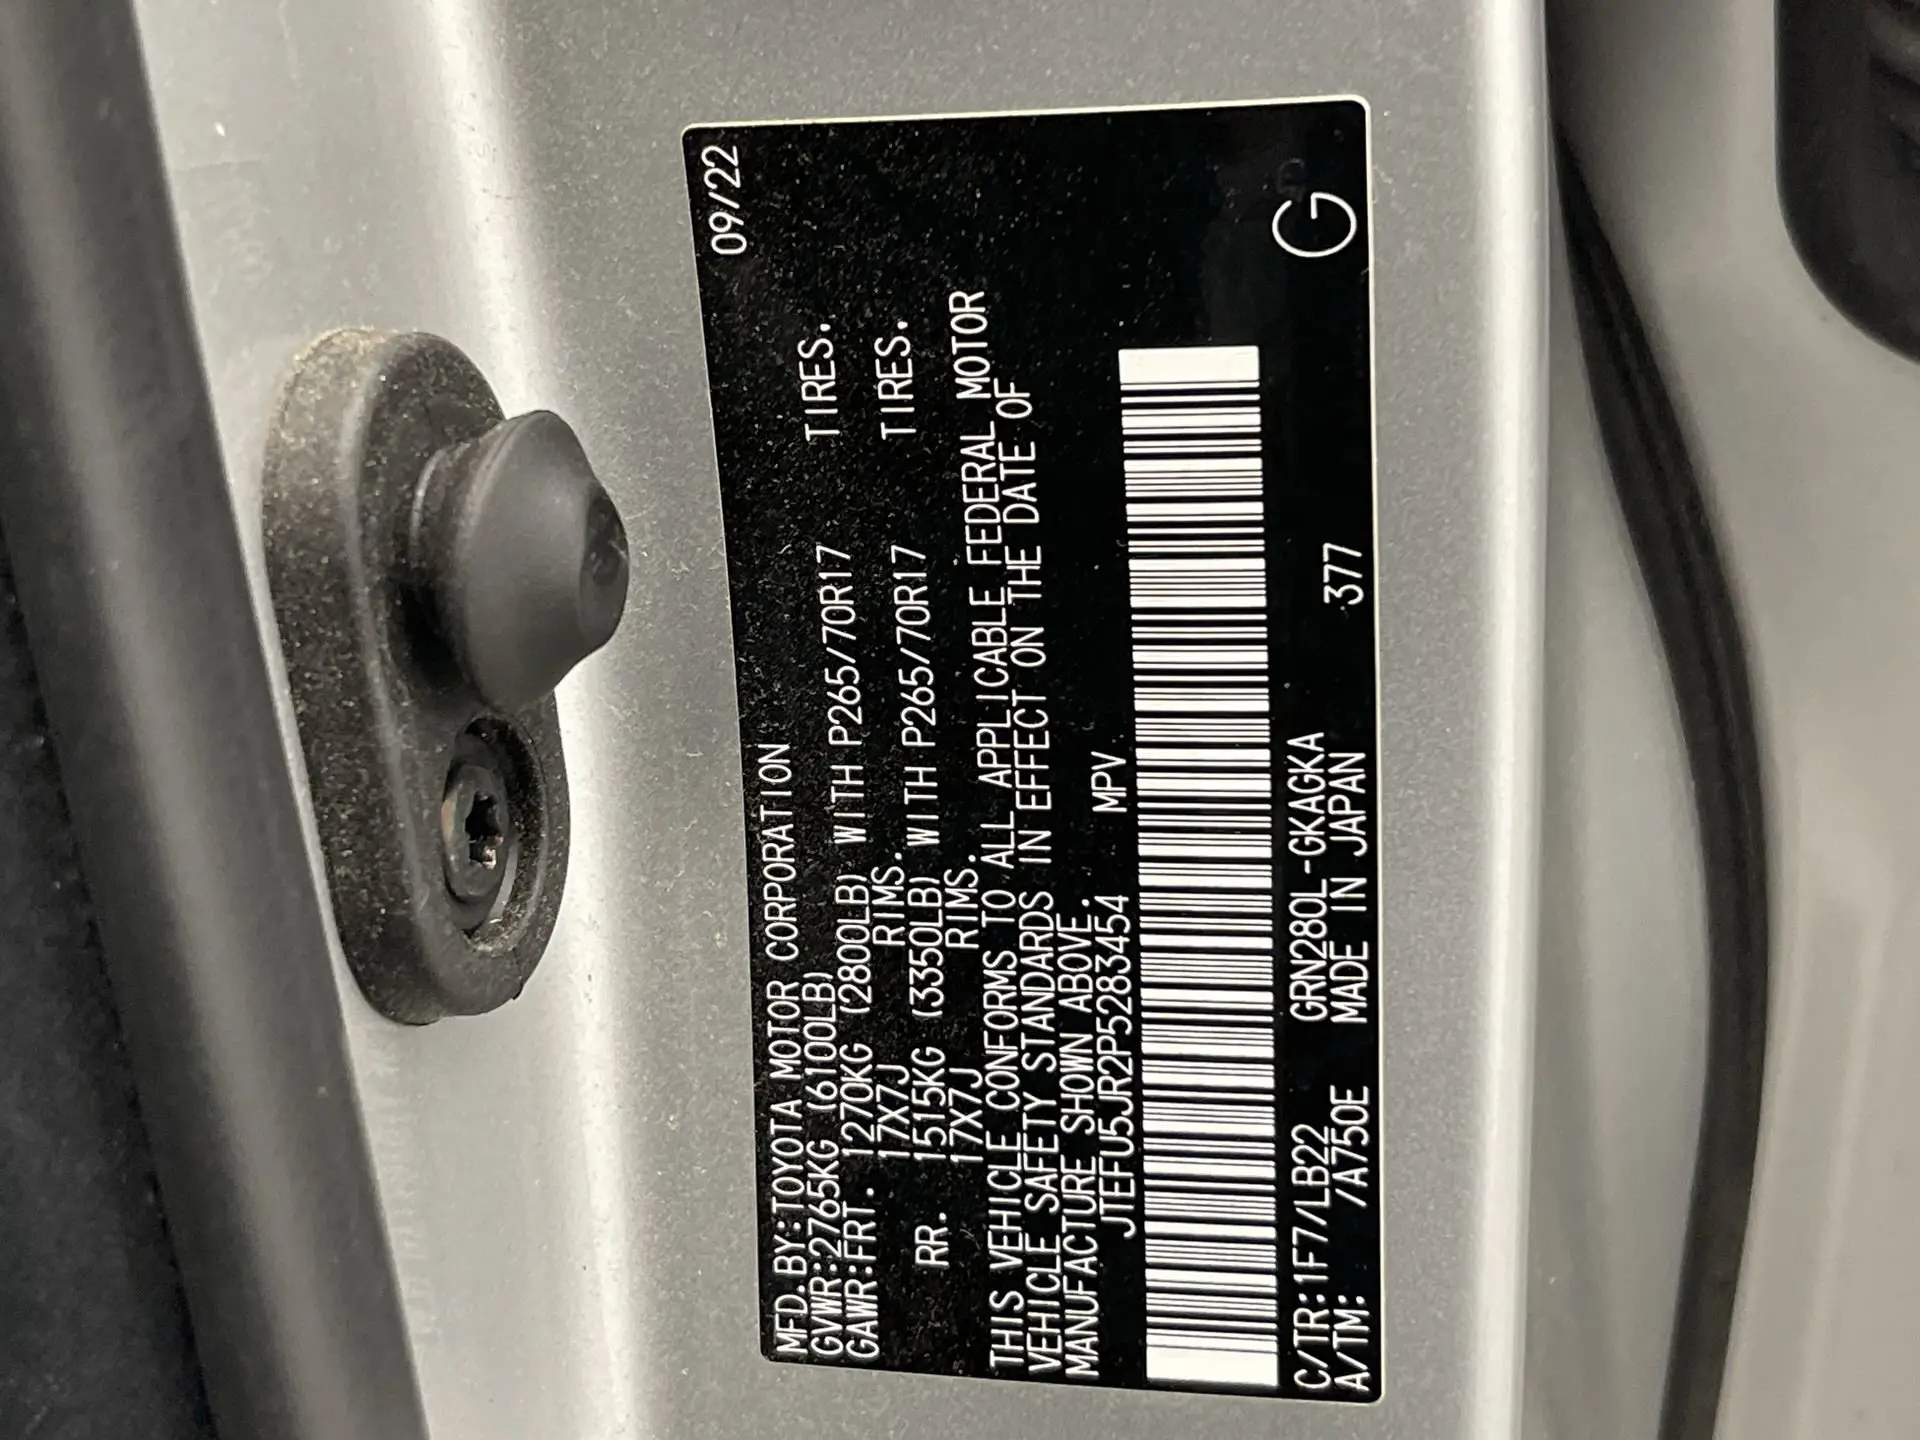 09/22
MFD.BY:TOYOTA MOTOR CORPORATION
GVWR:2765KG (6100LB)
GAWR:FRT. 1270KG (2800LB) WITH P265/70R17 TIRES.
17X7J RIMS.
RR. 1515KG (3350LB) WITH P265/70R17 TIRES.
17X7J RIMS.
THIS VEHICLE CONFORMS TO ALL APPLICABLE FEDERAL MOTOR
VEHICLE SAFETY STANDARDS IN EFFECT ON THE DATE OF
MANUFACTURE SHOWN ABOVE.
JTEFU5JR2P5283454 MPV
C/TR:1F7/LB22 GRN280L-GKAGKA
A/TM: /A750E MADE IN JAPAN 377 G